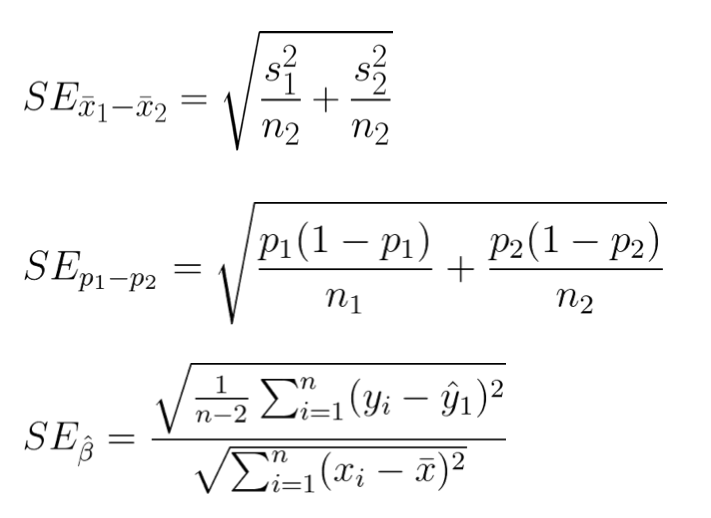 $SE_{\bar{x}_1-\bar{x}_2} = \sqrt{\frac{s_1^2}{n_2} + \frac{s_2^2}{n_2}}$
$SE_{p_1-p_2} = \sqrt{\frac{p_1(1-p_1)}{n_1} + \frac{p_2(1-p_2)}{n_2}}$
$SE_{\hat{\beta}} = \frac{\sqrt{\frac{1}{n-2}\sum_{i=1}^{n}(y_i-\hat{y}_1)^2}}{\sqrt{\sum_{i=1}^{n}(x_i-\bar{x})^2}}$